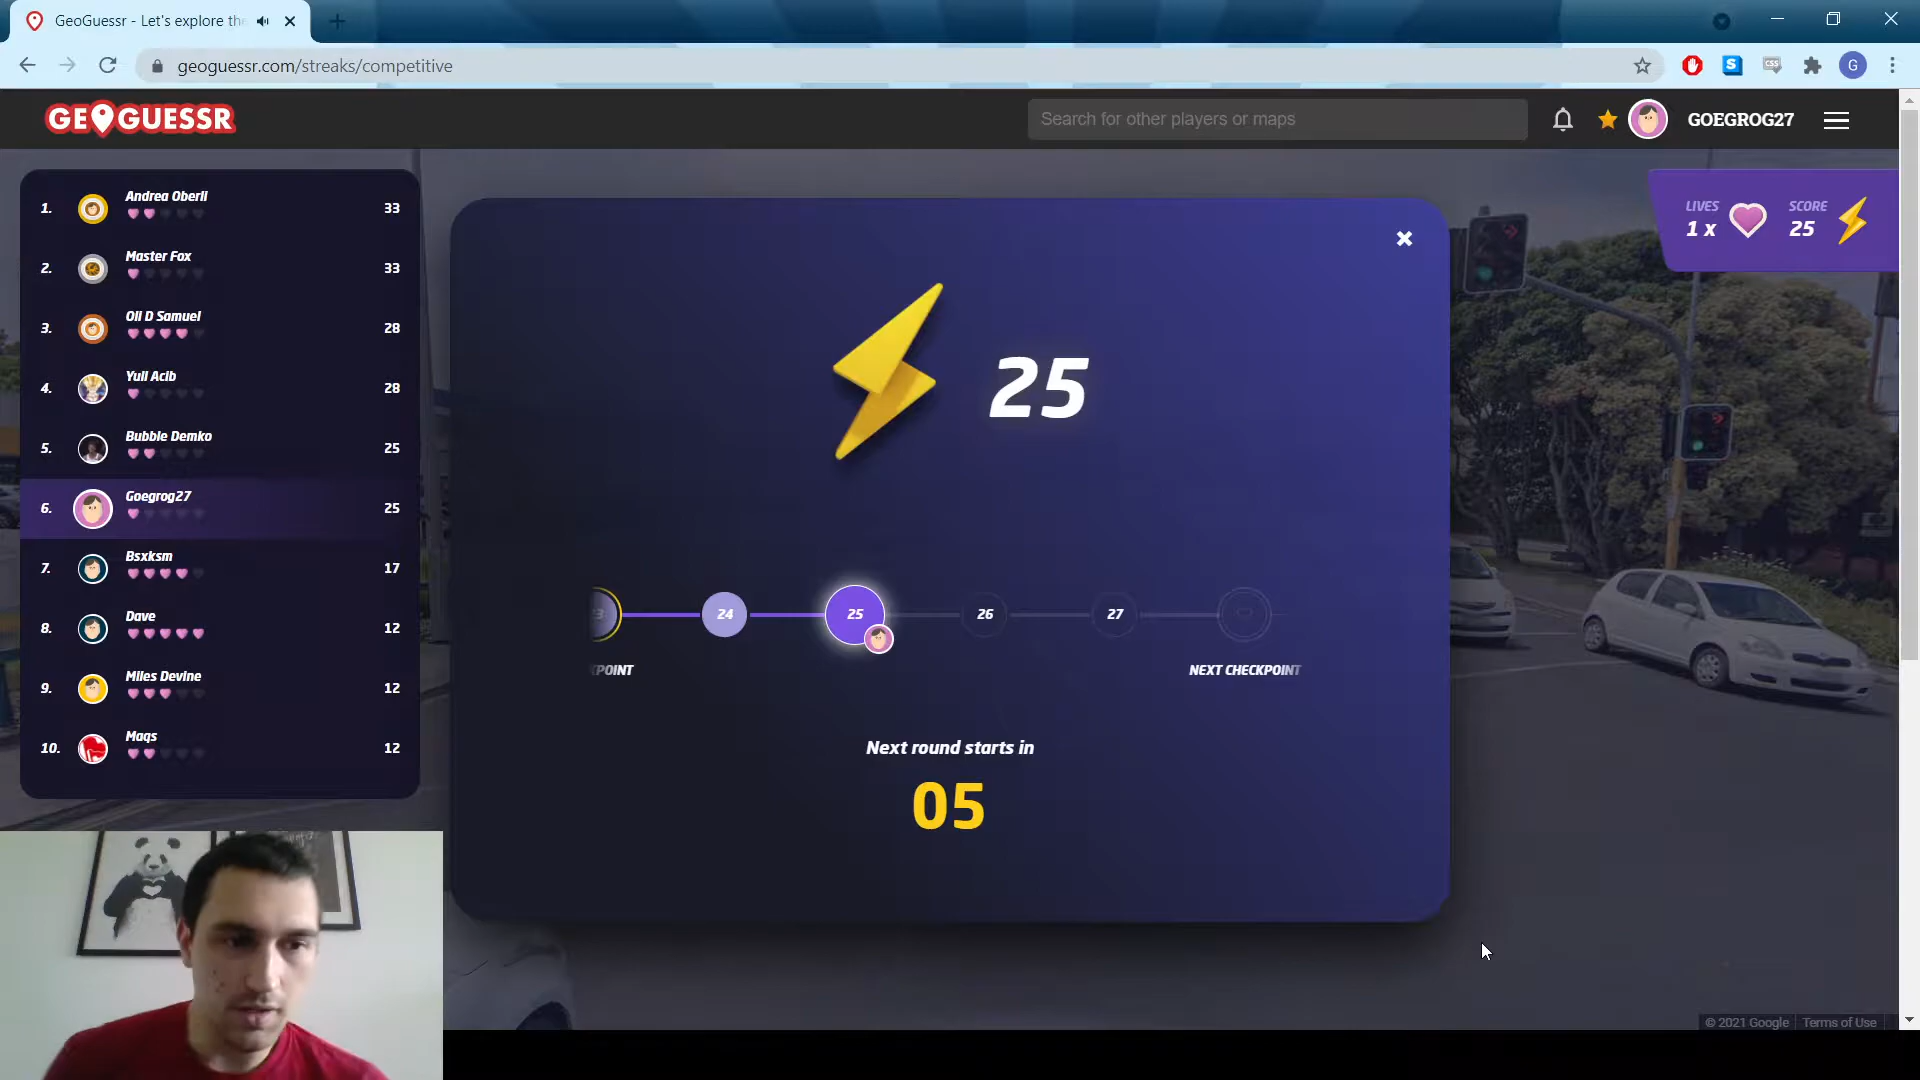 GeoGuessr - Let's explore the
geoguessr.com/streaks/competitive
G
GEOGUESSR
Search for other players or maps
GOEGROG27
1. Andrea Oberli 33
2. Master Fox 33
3. Oli D Samuel 28
4. Yull Acib 28
5. Bubble Demko 25
6. Goegrog27 25
7. Bsxksm 17
8. Dave 12
9. Miles Devine 12
10. Maqs 12
LIVES
1 x
SCORE
25
25
24 25 26 27
NEXT CHECKPOINT
Next round starts in
05
© 2021 Google Terms of Use